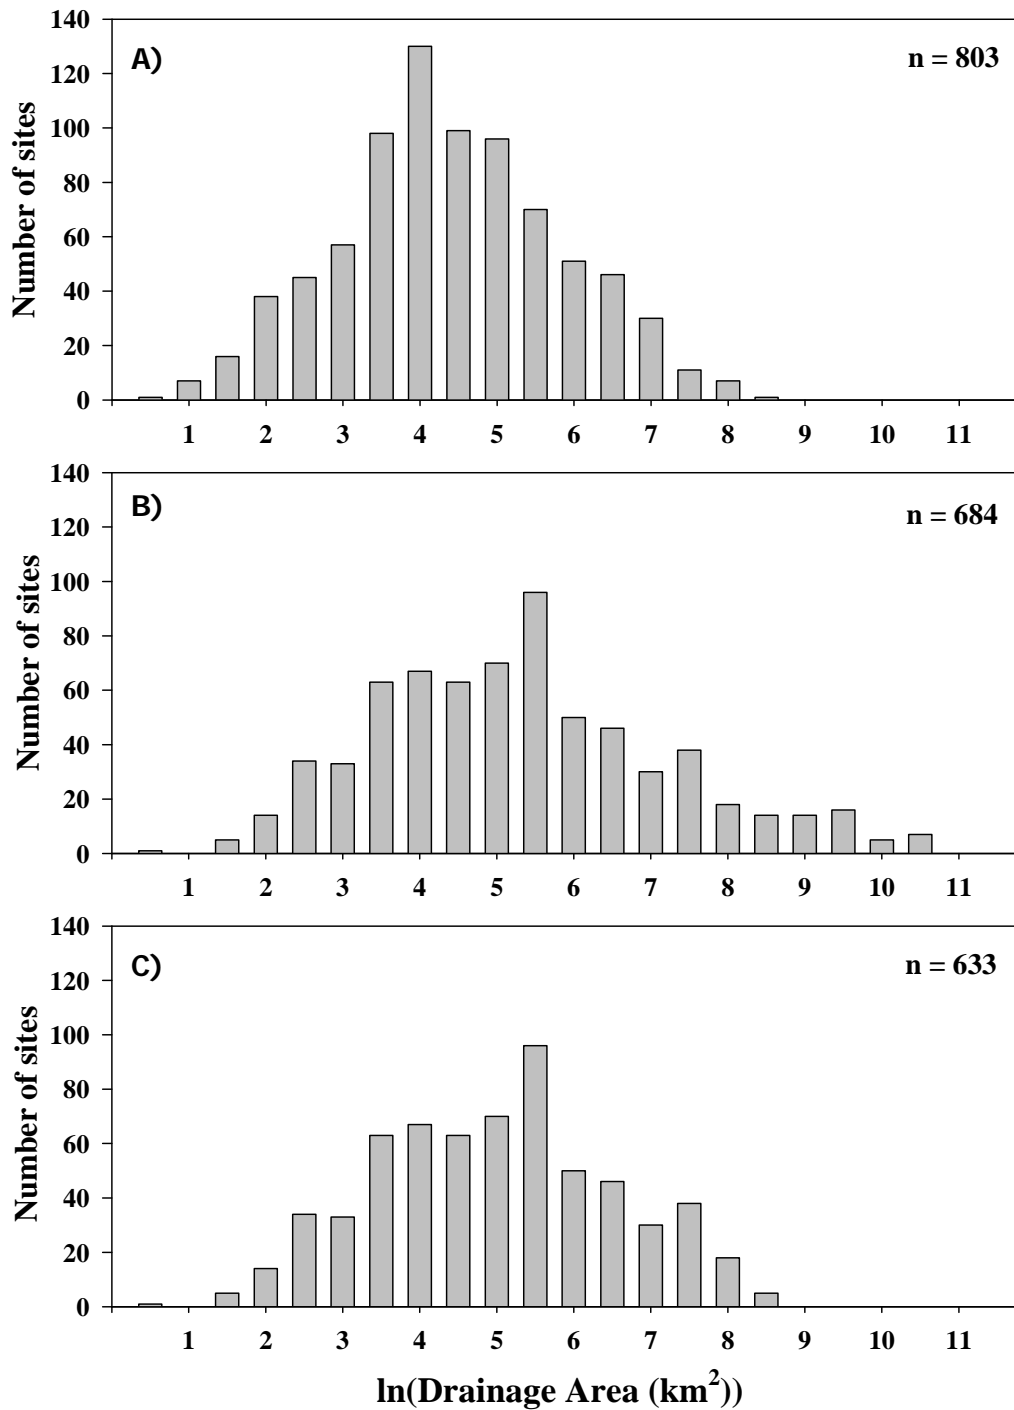 140
A)
n = 803
120
100
80
60
40
20
0
Number of sites
1 2 3 4 5 6 7 8 9 10 11
140
B)
n = 684
120
100
80
60
40
20
0
Number of sites
1 2 3 4 5 6 7 8 9 10 11
140
C)
n = 633
120
100
80
60
40
20
0
Number of sites
1 2 3 4 5 6 7 8 9 10 11
ln(Drainage Area (km²))